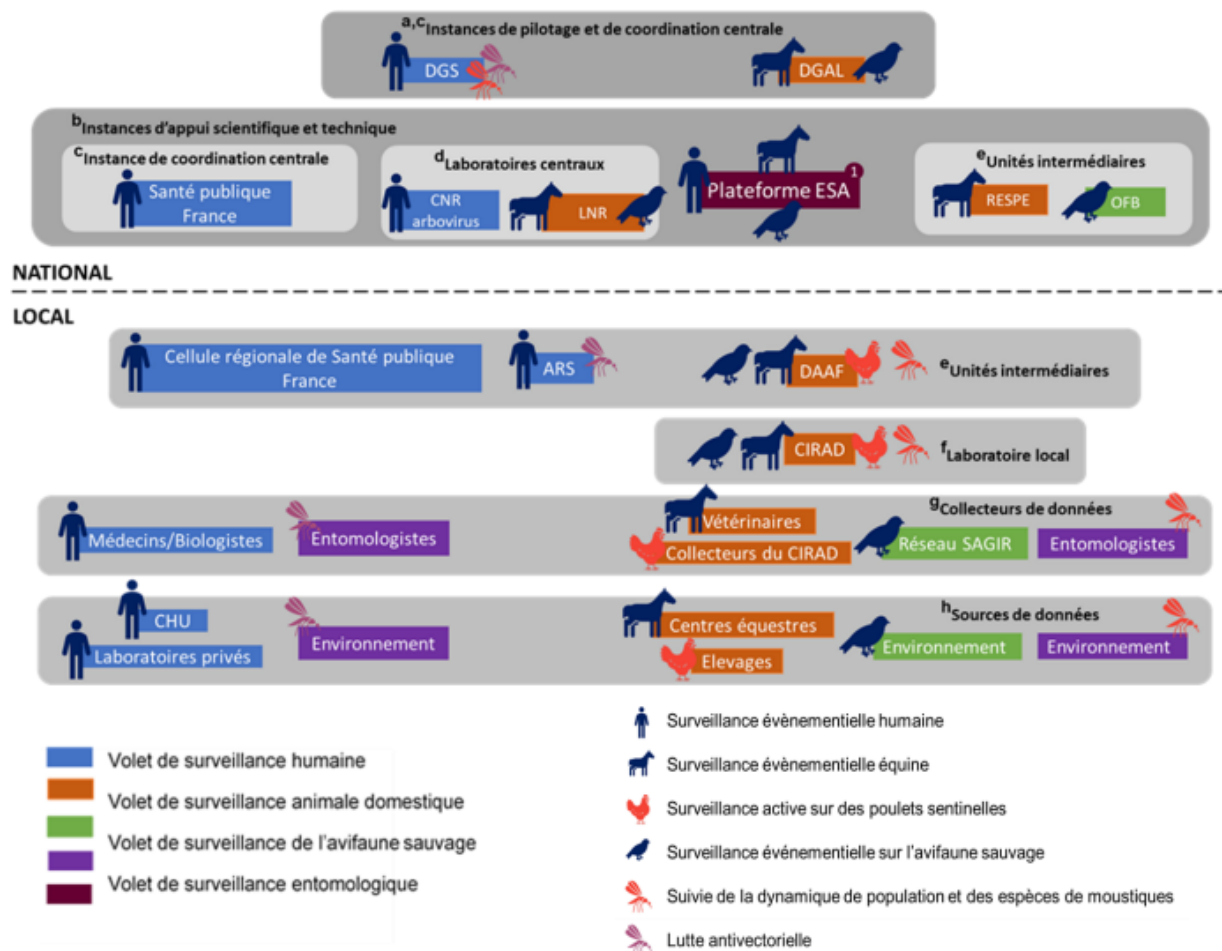 a,cInstances de pilotage et de coordination centrale
DGS
DGAL
bInstances d'appui scientifique et technique
cInstance de coordination centrale
Santé publique
France
dLaboratoires centraux
CNR
arbovirus
LNR
Plateforme ESA
1
eUnités intermédiaires
RESPE
OFB
NATIONAL
LOCAL
Cellule régionale de Santé publique
France
ARS
DAAF
eUnités intermédiaires
CIRAD
fLaboratoire local
gCollecteurs de données
Médecins/Biologistes
Entomologistes
Vétérinaires
Collecteurs du CIRAD
Réseau SAGIR
Entomologistes
hSources de données
CHU
Laboratoires privés
Environnement
Centres équestres
Elevages
Environnement
Environnement
Volet de surveillance humaine
Volet de surveillance animale domestique
Volet de surveillance de l'avifaune sauvage
Volet de surveillance entomologique
Surveillance évènementielle humaine
Surveillance évènementielle équine
Surveillance active sur des poulets sentinelles
Surveillance événementielle sur l'avifaune sauvage
Suivie de la dynamique de population et des espèces de moustiques
Lutte antivectorielle